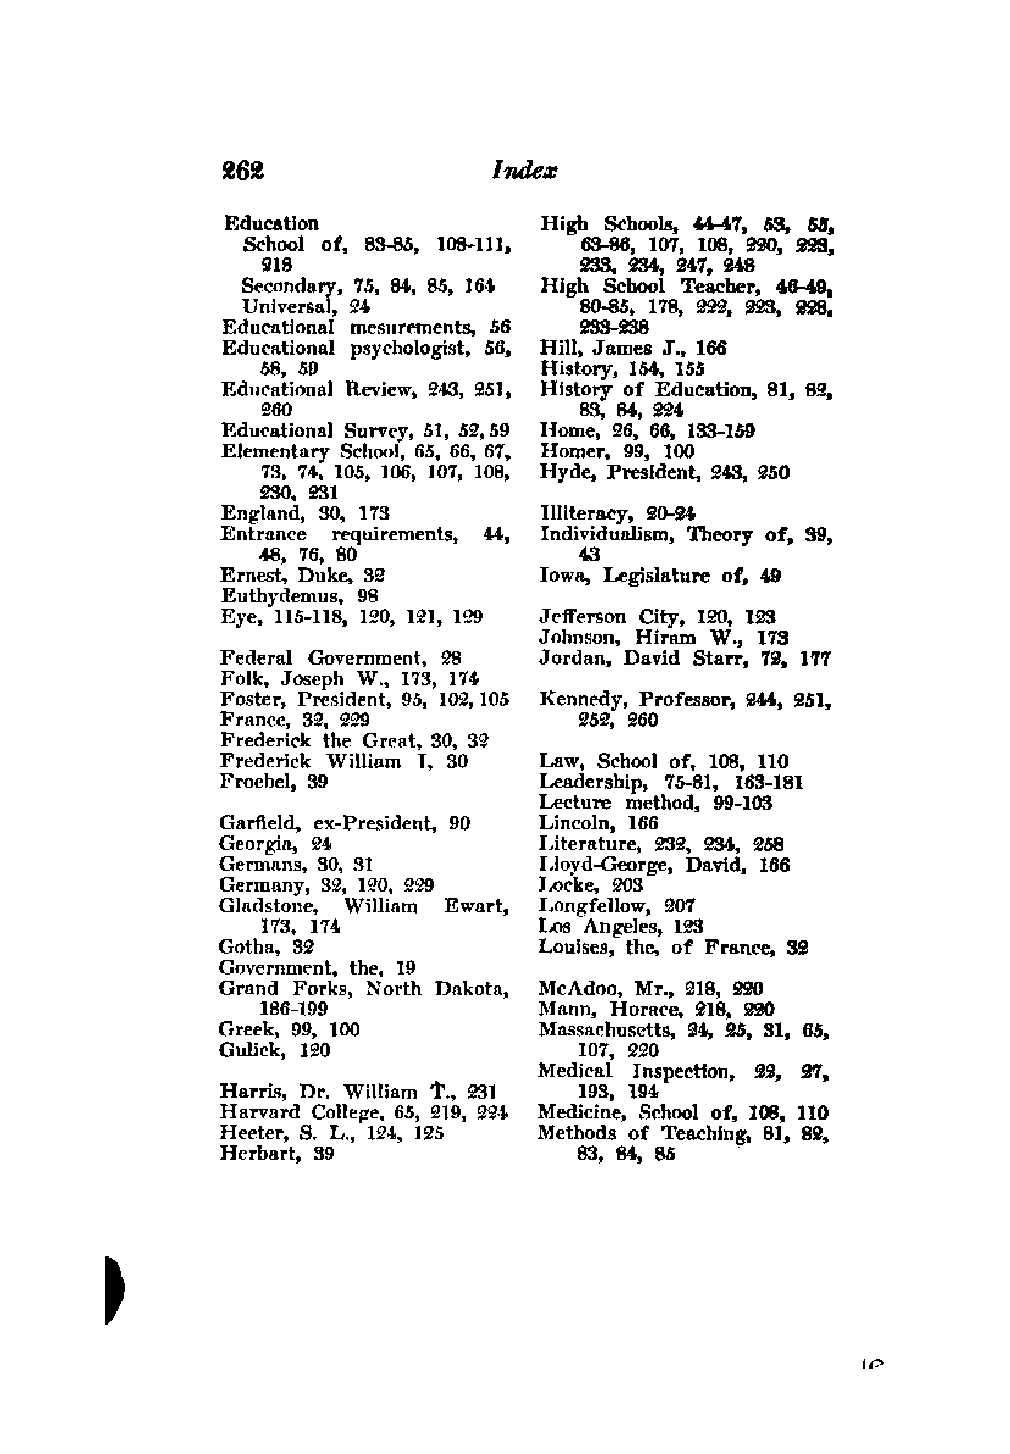 262 Index
Education
School of, 83-85, 108-111,
218
Secondary, 75, 84, 85, 164
Universal, 24
Educational mesurements, 56
Educational psychologist, 56,
58, 59
Educational Review, 243, 251,
260
Educational Survey, 51, 52, 59
Elementary School, 65, 66, 67,
73, 74, 105, 106, 107, 108,
230, 231
England, 30, 173
Entrance requirements, 44,
48, 76, 80
Ernest, Duke, 32
Euthydemus, 98
Eye, 115-118, 120, 121, 129
Federal Government, 28
Folk, Joseph W., 173, 174
Foster, President, 95, 102, 105
France, 32, 229
Frederick the Great, 30, 32
Frederick William I, 30
Froebel, 39
Garfield, ex-President, 90
Georgia, 24
Germans, 30, 31
Germany, 32, 120, 229
Gladstone, William Ewart,
173, 174
Gotha, 32
Government, the, 19
Grand Forks, North Dakota,
186-199
Greek, 99, 100
Gulick, 120
Harris, Dr. William T., 231
Harvard College, 65, 219, 224
Heeter, S. L., 124, 125
Herbart, 39
High Schools, 44-47, 53, 55,
63-86, 107, 108, 220, 223,
233, 234, 247, 248
High School Teacher, 46-49,
80-85, 178, 222, 223, 228,
233-238
Hill, James J., 166
History, 154, 155
History of Education, 81, 82,
83, 84, 224
Home, 26, 66, 133-159
Homer, 99, 100
Hyde, President, 243, 250
Illiteracy, 20-24
Individualism, Theory of, 39,
43
Iowa, Legislature of, 49
Jefferson City, 120, 123
Johnson, Hiram W., 173
Jordan, David Starr, 72, 177
Kennedy, Professor, 244, 251,
252, 260
Law, School of, 108, 110
Leadership, 75-81, 163-181
Lecture method, 99-103
Lincoln, 166
Literature, 232, 234, 258
Lloyd-George, David, 166
Locke, 203
Longfellow, 207
Los Angeles, 123
Louises, the, of France, 32
McAdoo, Mr., 218, 220
Mann, Horace, 218, 220
Massachusetts, 24, 25, 31, 65,
107, 220
Medical Inspection, 22, 27,
193, 194
Medicine, School of, 108, 110
Methods of Teaching, 81, 82,
83, 84, 85